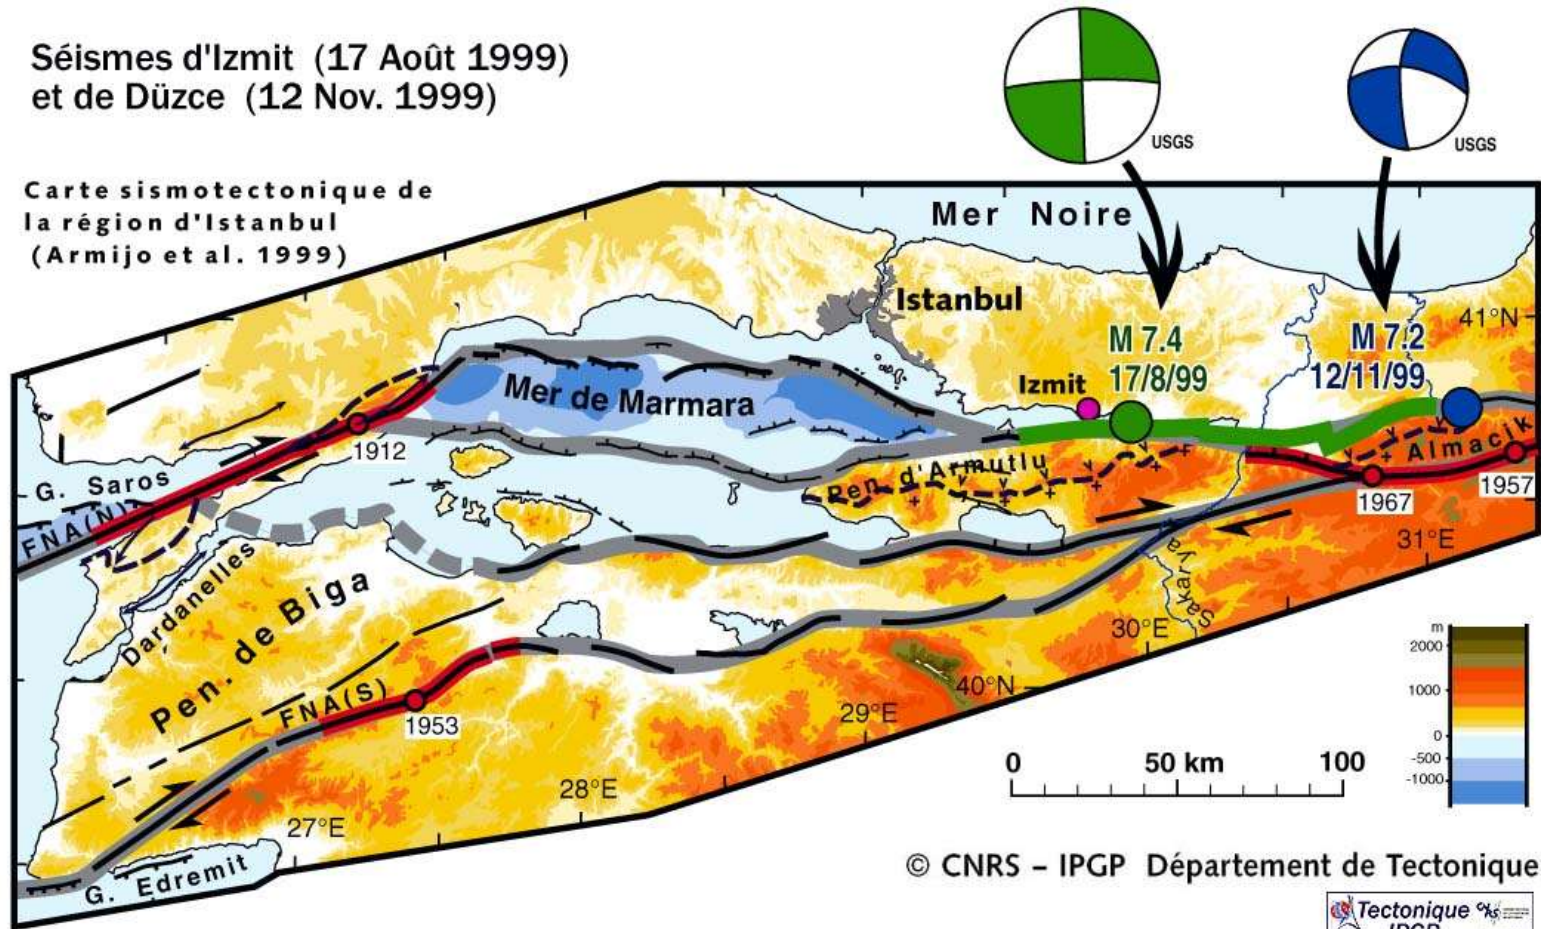 Séismes d'Izmit (17 Août 1999)
et de Düzce (12 Nov. 1999)
USGS
USGS
Carte sismotectonique de
la région d'Istanbul
(Armijo et al. 1999)
Mer Noire
Istanbul
41°N
M 7.4
17/8/99
M 7.2
12/11/99
Izmit
Mer de Marmara
1912
G. Saros
FNA(N)
Pen. d'Armutlu
Almacik
1967
1957
31°E
Dardanelles
Pen. de Biga
Sakarya
30°E
FNA(S)
1953
40°N
29°E
28°E
27°E
G. Edremit
0 50 km 100
m
2000
1000
0
-500
-1000
© CNRS – IPGP Département de Tectonique
Tectonique
IPGP